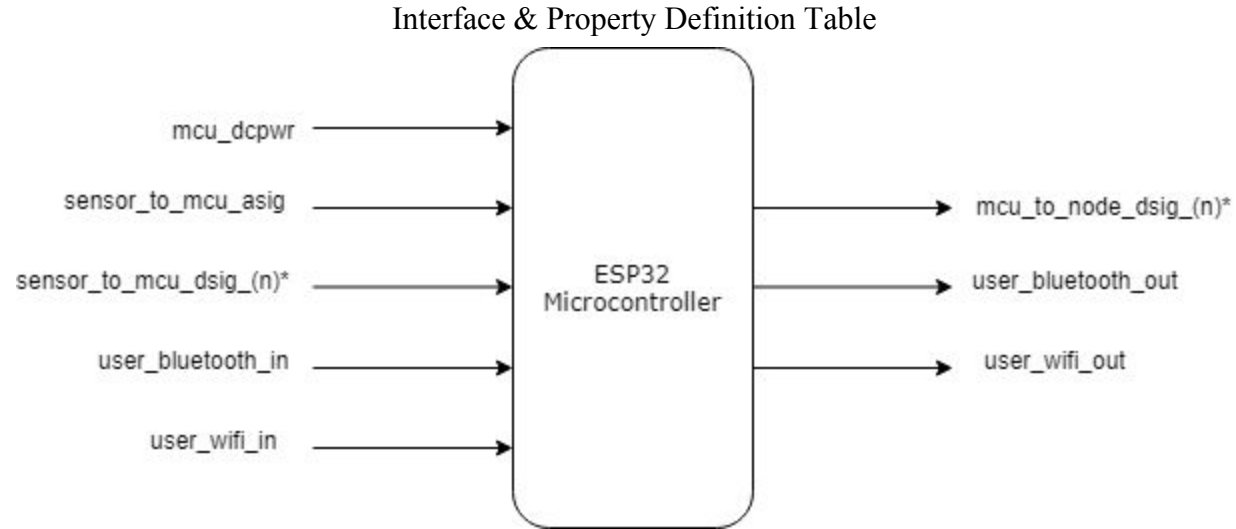 Interface & Property Definition Table
mcu_dcpwr
sensor_to_mcu_asig
sensor_to_mcu_dsig_(n)*
user_bluetooth_in
user_wifi_in
ESP32
Microcontroller
mcu_to_node_dsig_(n)*
user_bluetooth_out
user_wifi_out